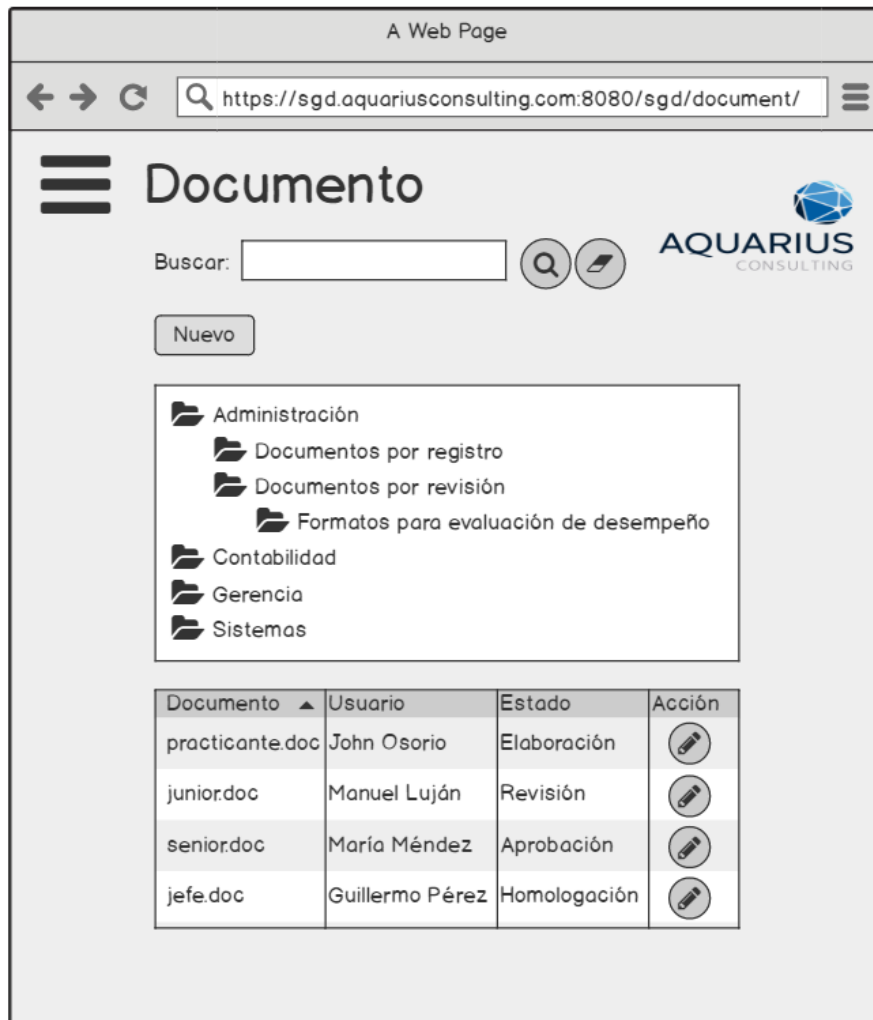 A Web Page
https://sgd.aquariusconsulting.com:8080/sgd/document/
Documento
AQUARIUS
CONSULTING
Buscar:
Nuevo
Administración
Documentos por registro
Documentos por revisión
Formatos para evaluación de desempeño
Contabilidad
Gerencia
Sistemas
Documento Usuario Estado Acción
practicante.doc John Osorio Elaboración
junior.doc Manuel Luján Revisión
senior.doc María Méndez Aprobación
jefe.doc Guillermo Pérez Homologación